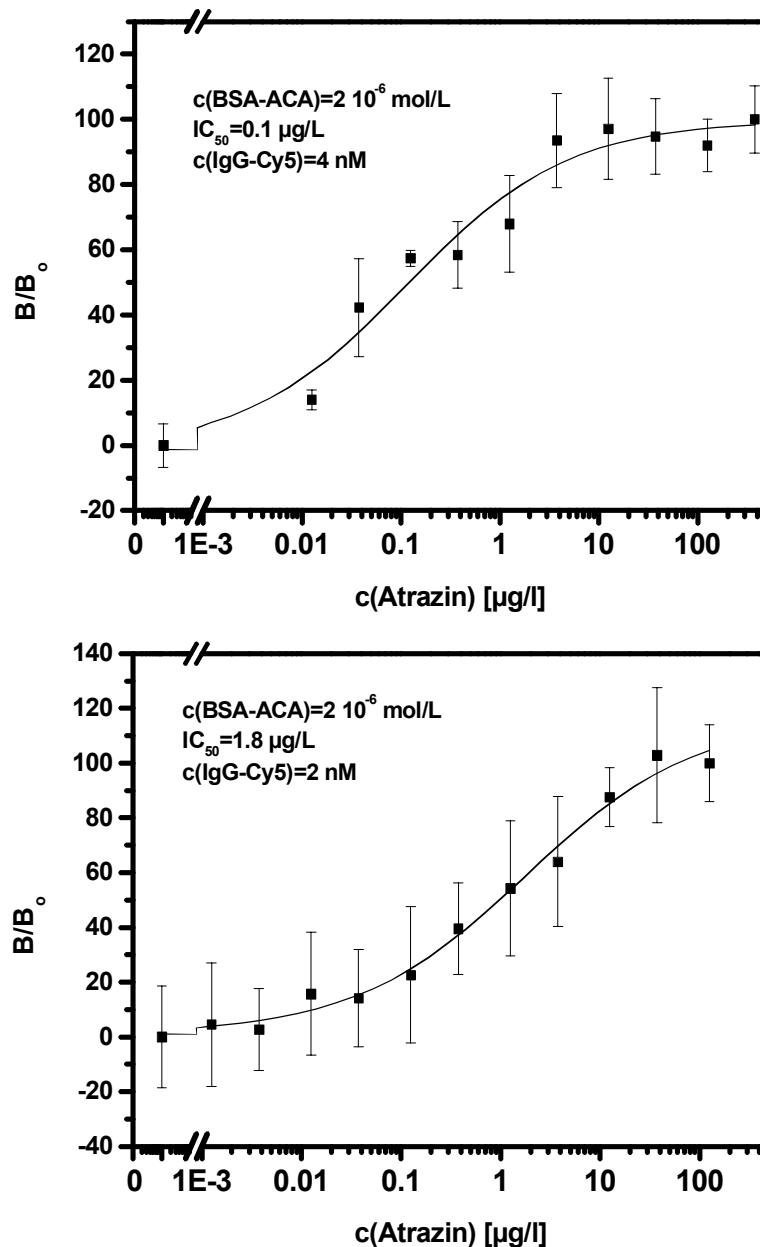 120
100
80
60
40
20
0
-20
B/B₀
c(BSA-ACA)=2 10⁻⁶ mol/L
IC₅₀=0.1 µg/L
c(IgG-Cy5)=4 nM
0 1E-3 0.01 0.1 1 10 100
c(Atrazin) [µg/l]
140
120
100
80
60
40
20
0
-20
-40
B/B₀
c(BSA-ACA)=2 10⁻⁶ mol/L
IC₅₀=1.8 µg/L
c(IgG-Cy5)=2 nM
0 1E-3 0.01 0.1 1 10 100
c(Atrazin) [µg/l]